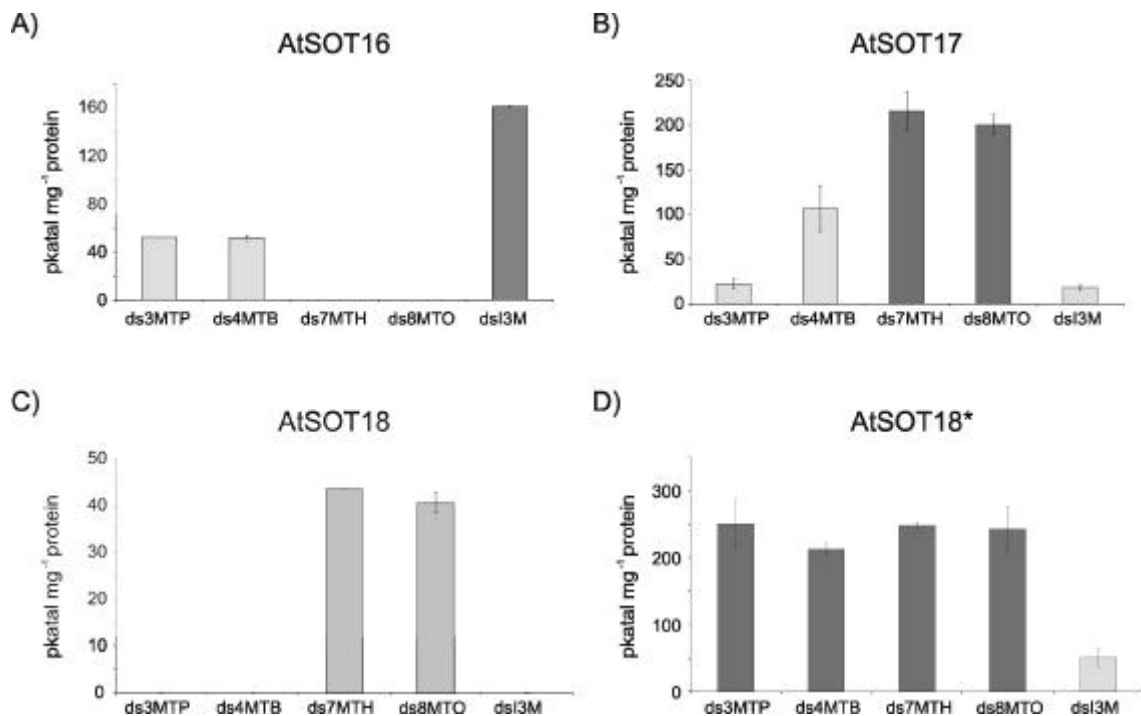 A)
AtSOT16
pkatal mg⁻¹ protein
160
120
80
40
0
ds3MTP ds4MTB ds7MTH ds8MTO dsI3M
B)
AtSOT17
pkatal mg⁻¹ protein
250
200
150
100
50
0
ds3MTP ds4MTB ds7MTH ds8MTO dsI3M
C)
AtSOT18
pkatal mg⁻¹ protein
50
40
30
20
10
0
ds3MTP ds4MTB ds7MTH ds8MTO dsI3M
D)
AtSOT18*
pkatal mg⁻¹ protein
300
200
100
0
ds3MTP ds4MTB ds7MTH ds8MTO dsI3M